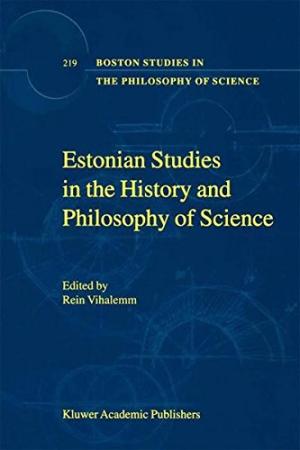 219 BOSTON STUDIES IN
THE PHILOSOPHY OF SCIENCE
Estonian Studies
in the History and
Philosophy of Science
Edited by
Rein Vihalemm
Kluwer Academic Publishers